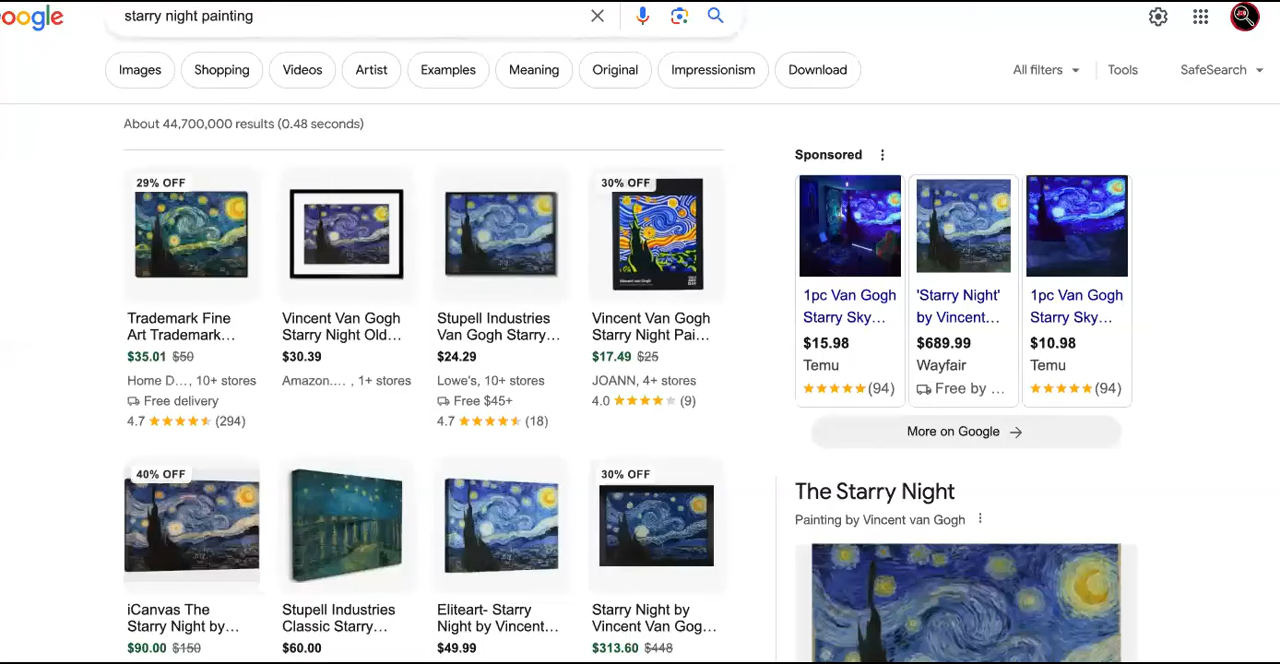 oogle
starry night painting
Images
Shopping
Videos
Artist
Examples
Meaning
Original
Impressionism
Download
All filters
Tools
SafeSearch
About 44,700,000 results (0.48 seconds)
29% OFF
Trademark Fine
Art Trademark...
$35.01 $50
Home D..., 10+ stores
Free delivery
4.7 (294)
Vincent Van Gogh
Starry Night Old...
$30.39
Amazon.... , 1+ stores
Stupell Industries
Van Gogh Starry...
$24.29
Lowe's, 10+ stores
Free $45+
4.7 (18)
30% OFF
Vincent Van Gogh
Starry Night Pai...
$17.49 $25
JOANN, 4+ stores
4.0 (9)
40% OFF
iCanvas The
Starry Night by...
$90.00 $150
Stupell Industries
Classic Starry...
$60.00
Eliteart- Starry
Night by Vincent...
$49.99
30% OFF
Starry Night by
Vincent Van Gog...
$313.60 $448
Sponsored
1pc Van Gogh
Starry Sky...
$15.98
Temu
(94)
'Starry Night'
by Vincent...
$689.99
Wayfair
Free by ...
1pc Van Gogh
Starry Sky...
$10.98
Temu
(94)
More on Google
The Starry Night
Painting by Vincent van Gogh